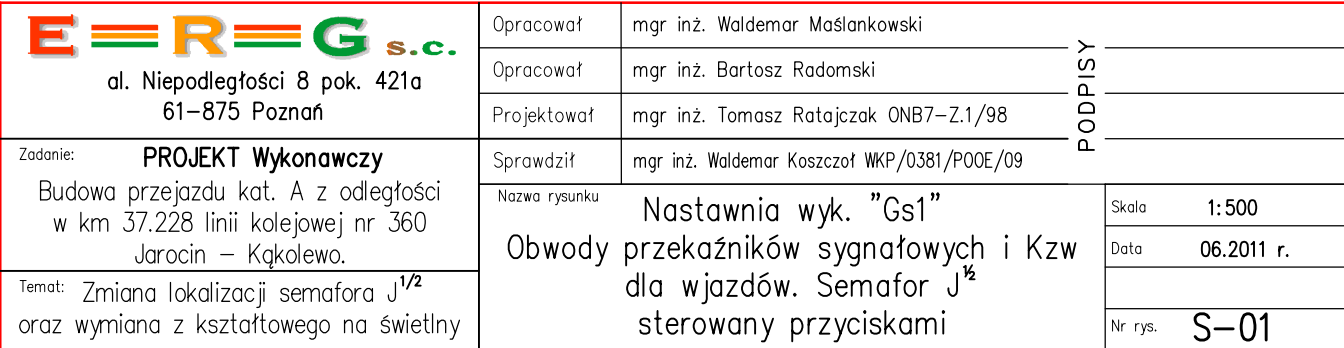 E R G s.c.
al. Niepodległości 8 pok. 421a
61-875 Poznań
Zadanie: PROJEKT Wykonawczy
Budowa przejazdu kat. A z odległości
w km 37.228 linii kolejowej nr 360
Jarocin - Kąkolewo.
Temat: Zmiana lokalizacji semafora J1/2
oraz wymiana z kształtowego na świetlny
Opracował mgr inż. Waldemar Maślankowski
Opracował mgr inż. Bartosz Radomski
Projektował mgr inż. Tomasz Ratajczak ONB7-Z.1/98
Sprawdził mgr inż. Waldemar Koszczoł WKP/0381/POOE/09
PODPISY
Nazwa rysunku
Nastawnia wyk. "Gs1"
Obwody przekaźników sygnałowych i Kzw
dla wjazdów. Semafor J½
sterowany przyciskami
Skala 1:500
Data 06.2011 r.
Nr rys. S-01